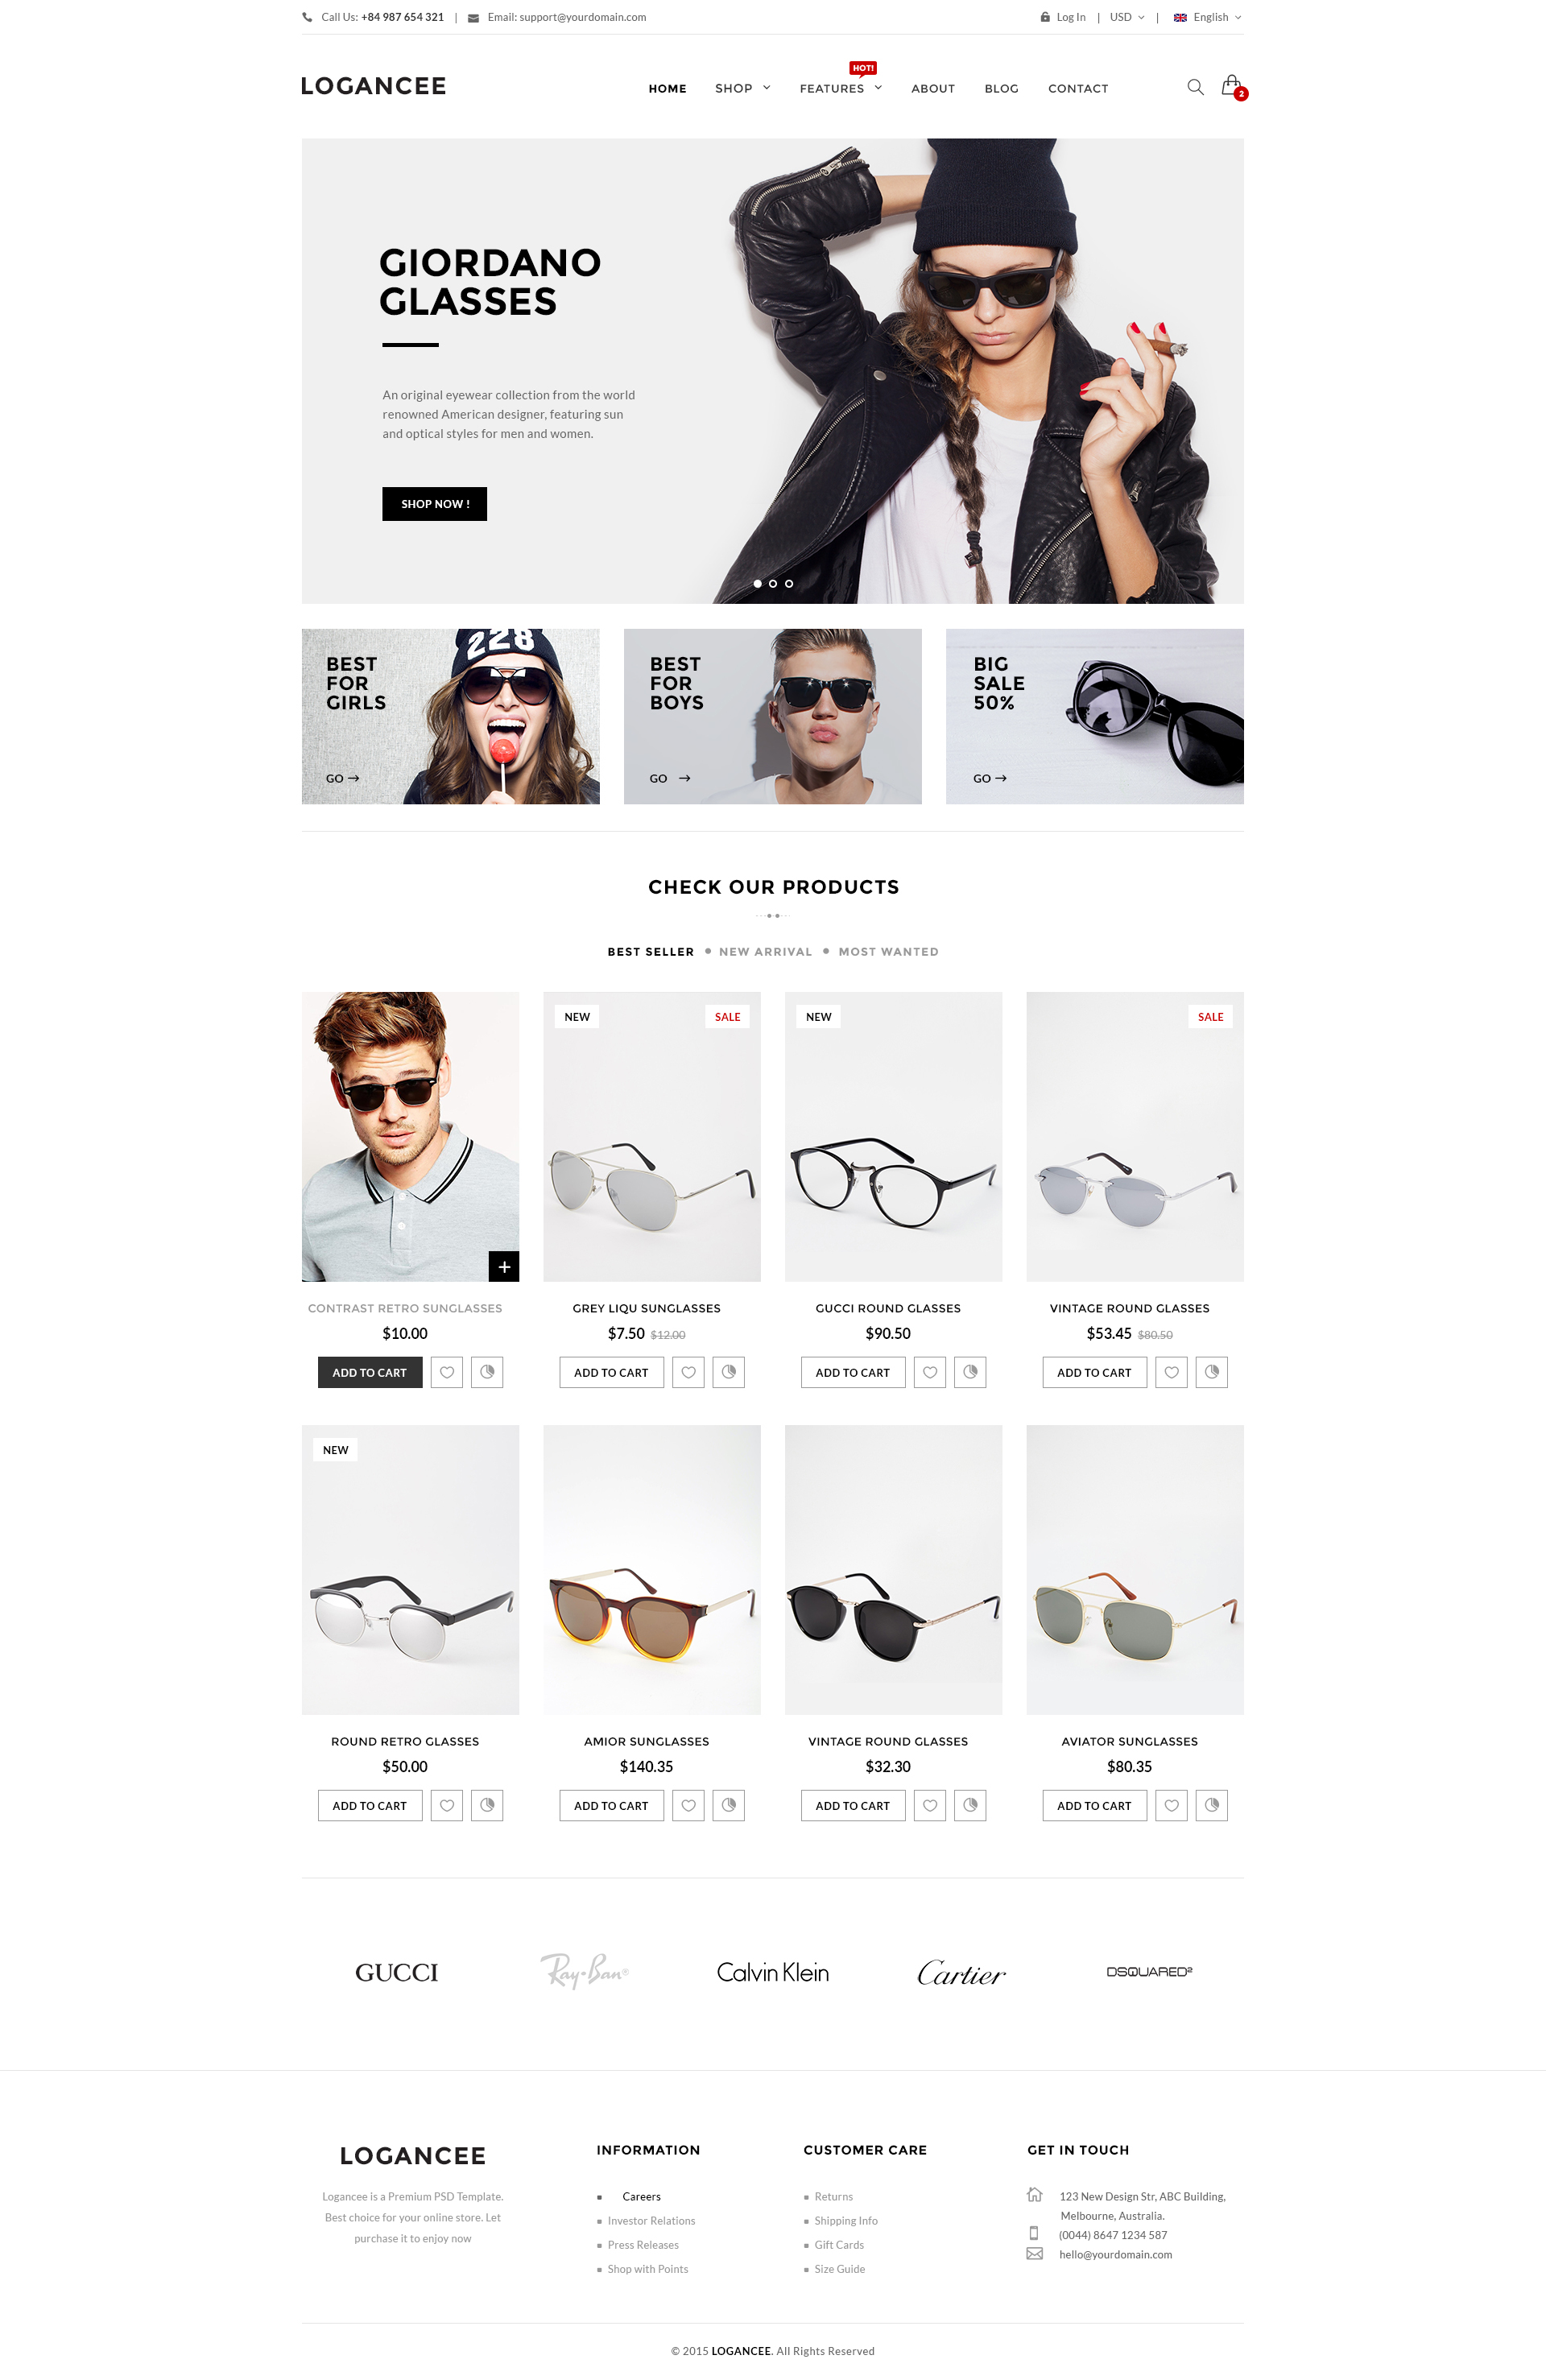 Call Us: +84 987 654 321 | Email: support@yourdomain.com
Log In | USD | English
LOGANCEE
HOME SHOP FEATURES ABOUT BLOG CONTACT
HOT!
2
GIORDANO
GLASSES
An original eyewear collection from the world
renowned American designer, featuring sun
and optical styles for men and women.
SHOP NOW !
228
BEST
FOR
GIRLS
GO
BEST
FOR
BOYS
GO
BIG
SALE
50%
GO
CHECK OUR PRODUCTS
BEST SELLER NEW ARRIVAL MOST WANTED
NEW SALE
NEW
SALE
CONTRAST RETRO SUNGLASSES
$10.00
ADD TO CART
GREY LIQU SUNGLASSES
$7.50 $12.00
ADD TO CART
GUCCI ROUND GLASSES
$90.50
ADD TO CART
VINTAGE ROUND GLASSES
$53.45 $80.50
ADD TO CART
NEW
ROUND RETRO GLASSES
$50.00
ADD TO CART
AMIOR SUNGLASSES
$140.35
ADD TO CART
VINTAGE ROUND GLASSES
$32.30
ADD TO CART
AVIATOR SUNGLASSES
$80.35
ADD TO CART
GUCCI
Ray-Ban®
Calvin Klein
Cartier
DSQUARED2
LOGANCEE
Logancee is a Premium PSD Template.
Best choice for your online store. Let
purchase it to enjoy now
INFORMATION
Careers
Investor Relations
Press Releases
Shop with Points
CUSTOMER CARE
Returns
Shipping Info
Gift Cards
Size Guide
GET IN TOUCH
123 New Design Str, ABC Building,
Melbourne, Australia.
(0044) 8647 1234 587
hello@yourdomain.com
© 2015 LOGANCEE. All Rights Reserved